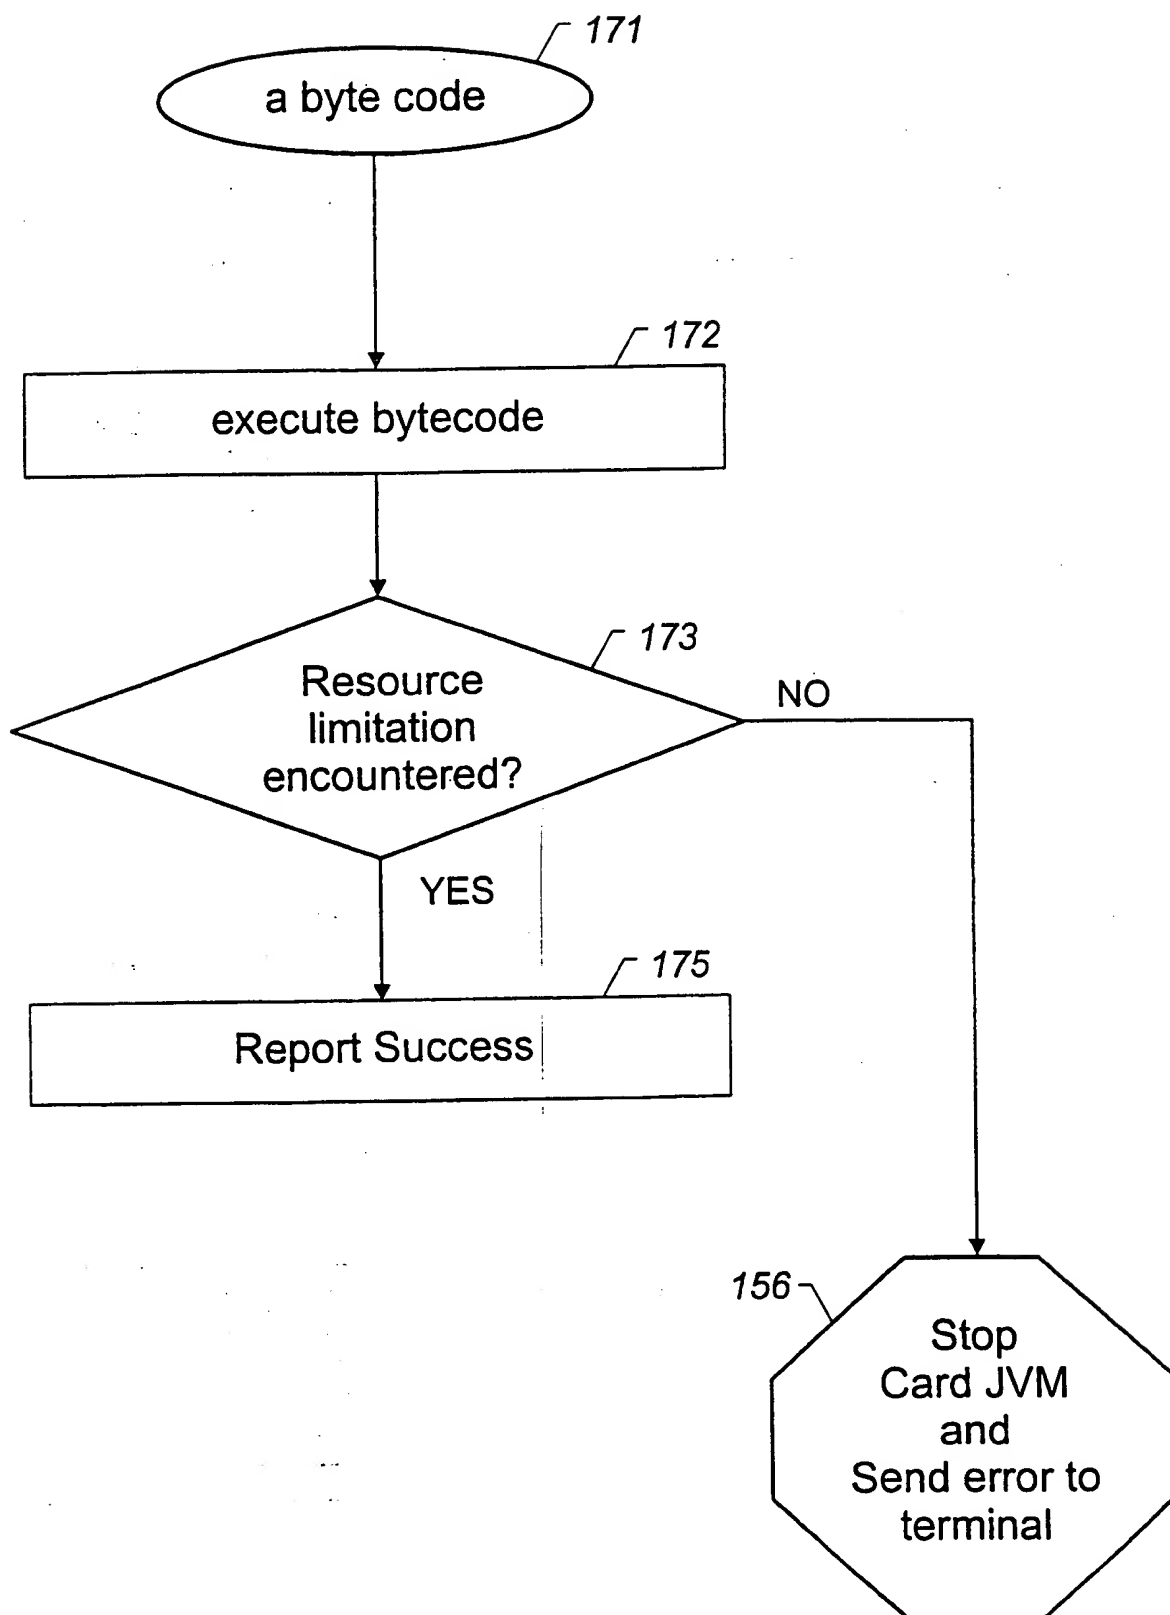 171
a byte code
172
execute bytecode
173
Resource
limitation
encountered?
NO
YES
175
Report Success
156
Stop
Card JVM
and
Send error to
terminal